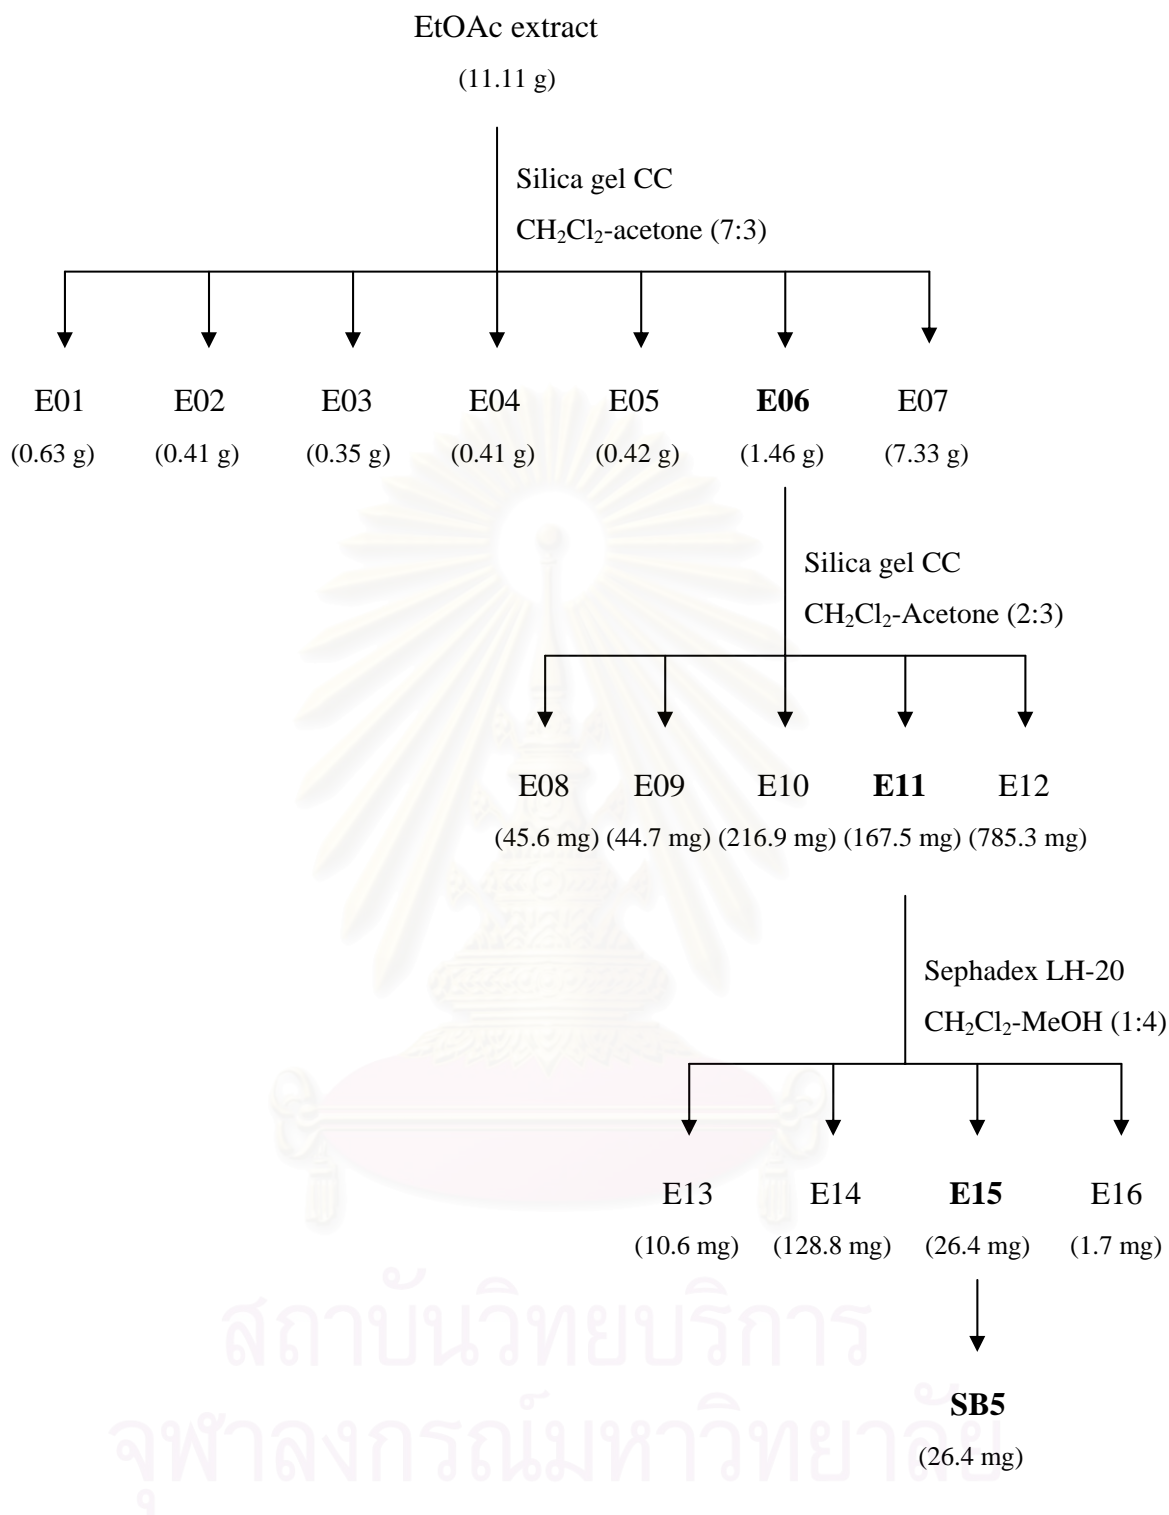 EtOAc extract
(11.11 g)
Silica gel CC
CH₂Cl₂-acetone (7:3)
E01 E02 E03 E04 E05 E06 E07
(0.63 g) (0.41 g) (0.35 g) (0.41 g) (0.42 g) (1.46 g) (7.33 g)
Silica gel CC
CH₂Cl₂-Acetone (2:3)
E08 E09 E10 E11 E12
(45.6 mg) (44.7 mg) (216.9 mg) (167.5 mg) (785.3 mg)
Sephadex LH-20
CH₂Cl₂-MeOH (1:4)
E13 E14 E15 E16
(10.6 mg) (128.8 mg) (26.4 mg) (1.7 mg)
สถาบันวิทยบริการ
SB5
จุฬาลงกรณ์มหาวิทยาลัย
(26.4 mg)